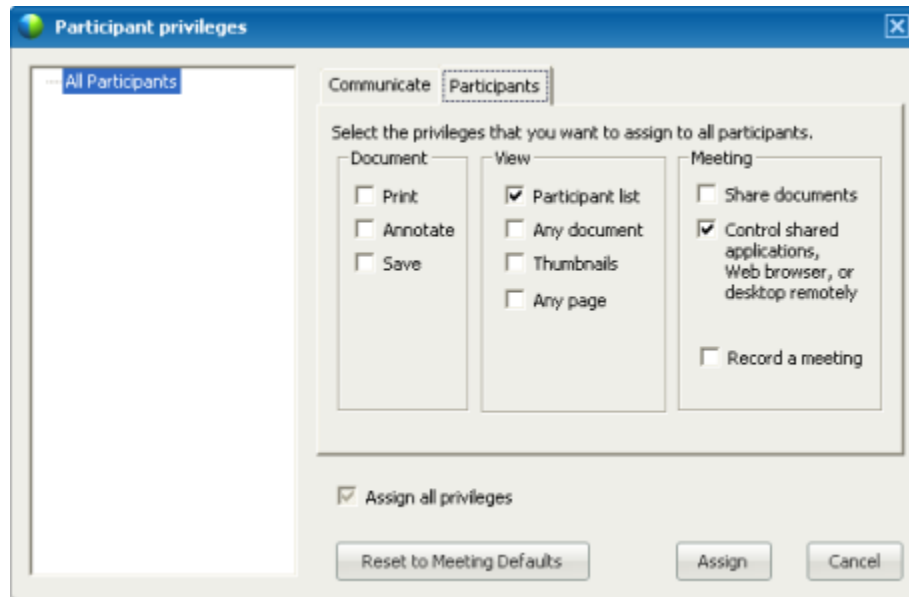 Participant privileges
All Participants
Communicate
Participants
Select the privileges that you want to assign to all participants.
Document
Print
Annotate
Save
View
Participant list
Any document
Thumbnails
Any page
Meeting
Share documents
Control shared
applications,
Web browser, or
desktop remotely
Record a meeting
Assign all privileges
Reset to Meeting Defaults
Assign
Cancel